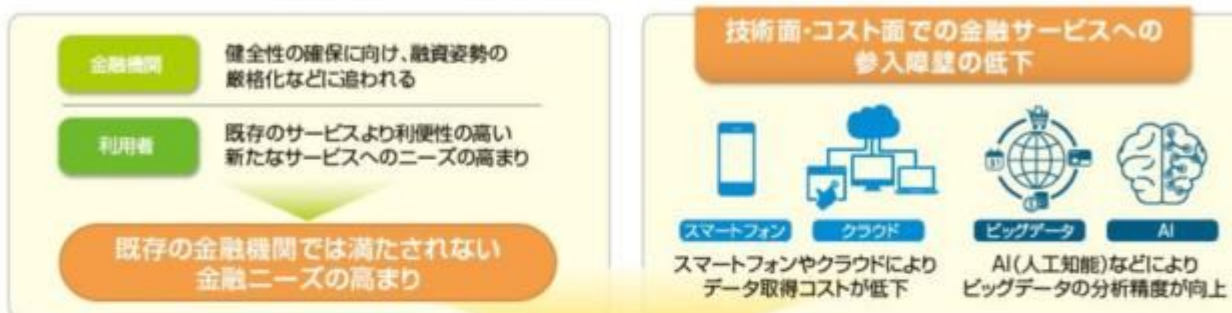 金融機関
健全性の確保に向け、融資姿勢の
厳格化などに追われる
利用者
既存のサービスより利便性の高い
新たなサービスへのニーズの高まり
既存の金融機関では満たされない
金融ニーズの高まり
技術面・コスト面での金融サービスへの
参入障壁の低下
スマートフォン
クラウド
スマートフォンやクラウドにより
データ取得コストが低下
ビッグデータ
AI
AI(人工知能)などにより
ビッグデータの分析精度が向上